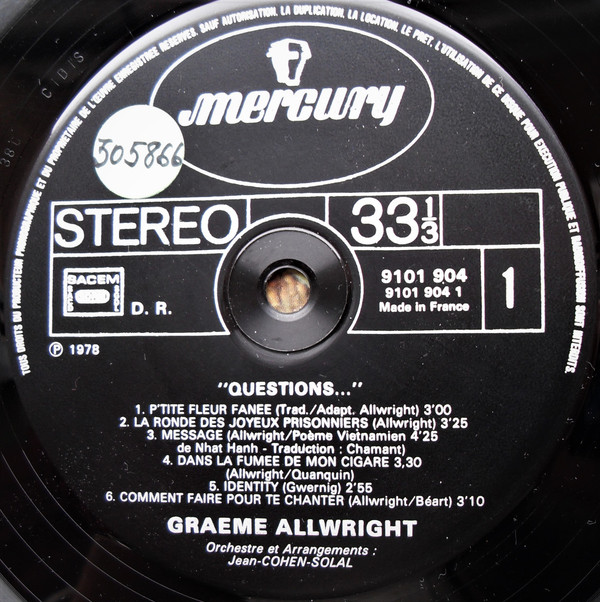 TOUS DROITS DU PRODUCTEUR PHONOGRAPHIQUE ET DU PROPRIETAIRE DE L'ŒUVRE ENREGISTREE RESERVES. SAUF AUTORISATION, LA DUPLICATION, LA LOCATION, LE PRET, L'UTILISATION DE CE DISQUE POUR EXECUTION PUBLIQUE ET RADIODIFFUSION SONT INTERDITS.
CIDIS
mercury
305866
STEREO
33 1/3
SACEM
D. R.
9101 904
9101 904 1
Made in France
1
℗ 1978
"QUESTIONS..."
1. P'TITE FLEUR FANEE (Trad./Adapt. Allwright) 3'00
2. LA RONDE DES JOYEUX PRISONNIERS (Allwright) 3'25
3. MESSAGE (Allwright/Poème Vietnamien 4'25
de Nhat Hanh - Traduction : Chamant)
4. DANS LA FUMEE DE MON CIGARE 3,30
(Allwright/Quanquin)
5. IDENTITY (Gwernig) 2'55
6. COMMENT FAIRE POUR TE CHANTER (Allwright/Béart) 3'10
GRAEME ALLWRIGHT
Orchestre et Arrangements :
Jean-COHEN-SOLAL